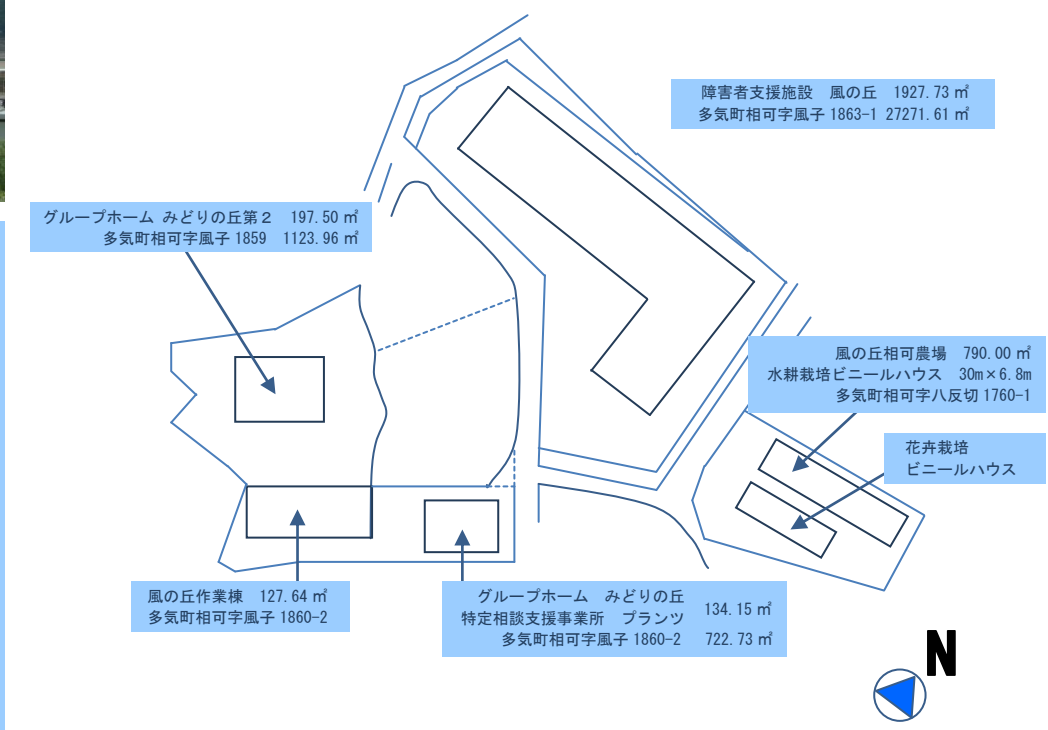 障害者支援施設　風の丘　1927.73 ㎡
多気町相可字風子 1863-1 27271.61 ㎡
グループホーム みどりの丘第２　197.50 ㎡
多気町相可字風子 1859　1123.96 ㎡
風の丘相可農場　790.00 ㎡
水耕栽培ビニールハウス　30m×6.8m
多気町相可字八反切 1760-1
花卉栽培
ビニールハウス
風の丘作業棟　127.64 ㎡
多気町相可字風子 1860-2
グループホーム　みどりの丘
特定相談支援事業所　プランツ　134.15 ㎡
多気町相可字風子 1860-2　722.73 ㎡
N